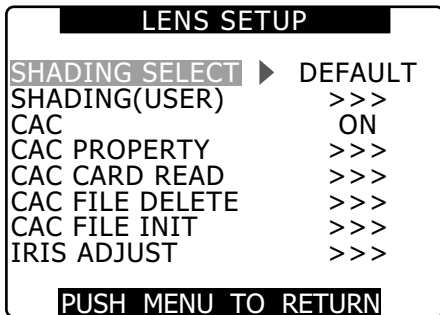 LENS SETUP
SHADING SELECT ▶ DEFAULT
SHADING(USER) >>>
CAC ON
CAC PROPERTY >>>
CAC CARD READ >>>
CAC FILE DELETE >>>
CAC FILE INIT >>>
IRIS ADJUST >>>
PUSH MENU TO RETURN